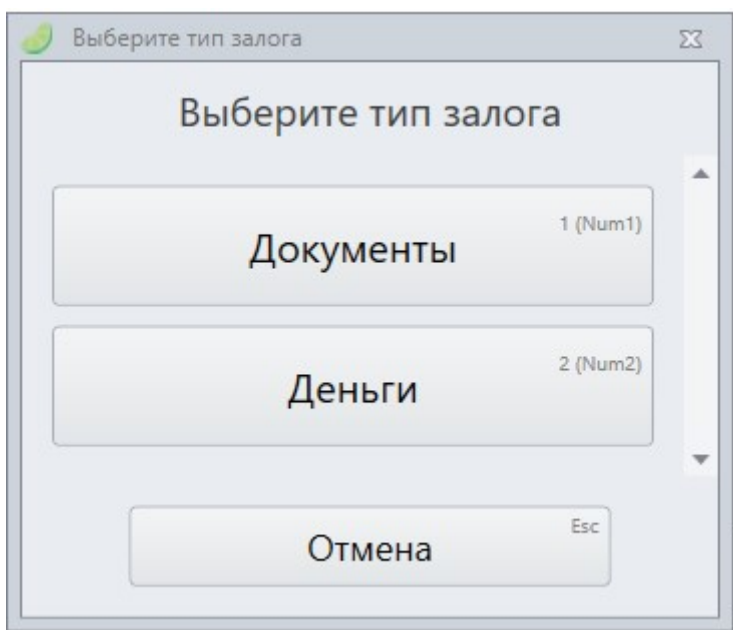 Выберите тип залога
Выберите тип залога
1 (Num1)
Документы
2 (Num2)
Деньги
Esc
Отмена